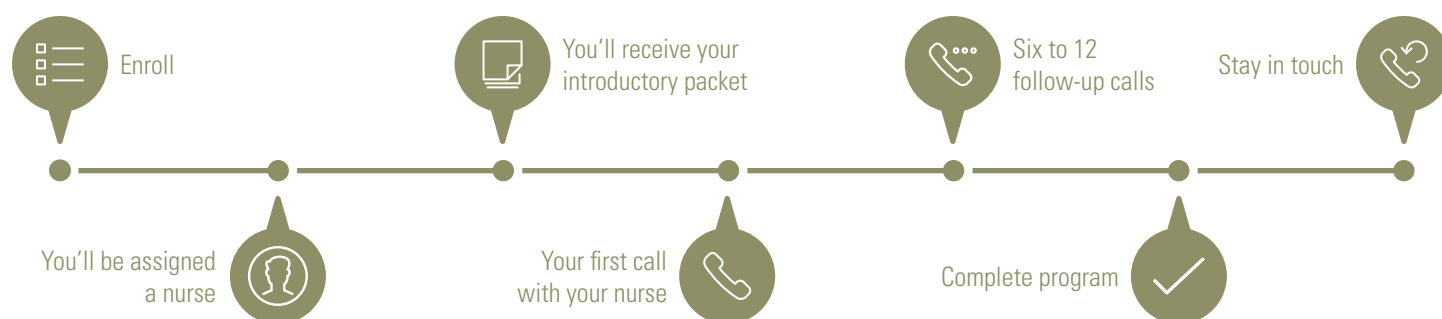 Enroll
You’ll be assigned
a nurse
You’ll receive your
introductory packet
Your first call
with your nurse
Six to 12
follow-up calls
Complete program
Stay in touch